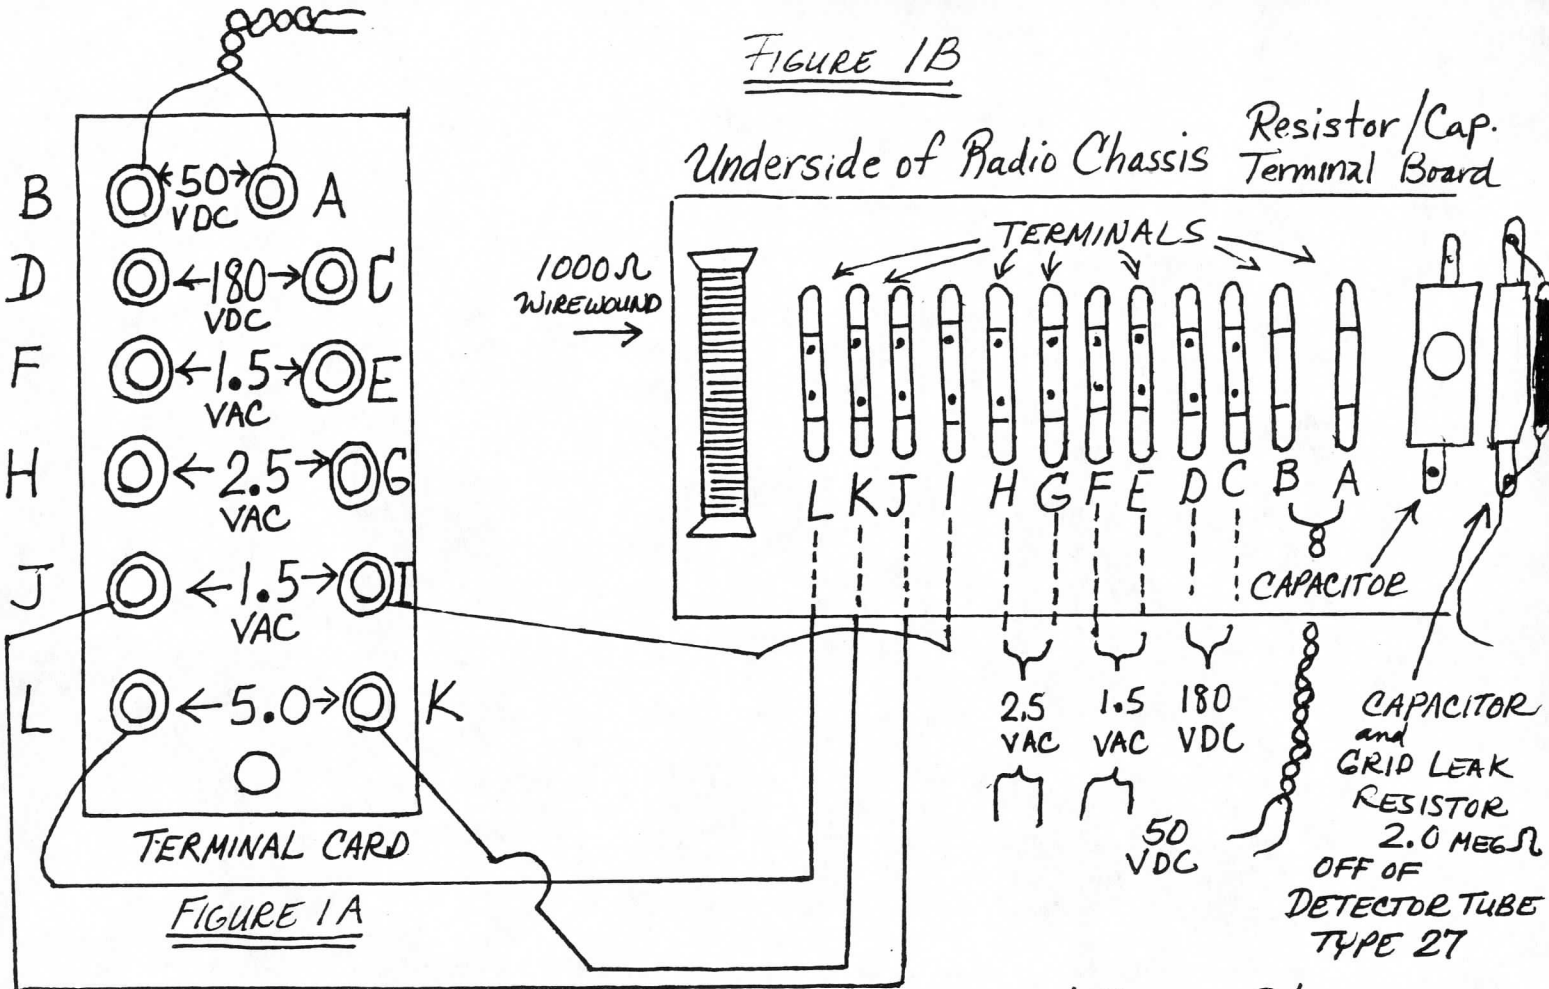 FIGURE 1B
Underside of Radio Chassis
Resistor/Cap.
Terminal Board
B 50 A
VDC
D 180 C
VDC
F 1.5 E
VAC
H 2.5 G
VAC
J 1.5 I
VAC
L 5.0 K
TERMINAL CARD
FIGURE 1A
1000Ω
WIREWOUND
TERMINALS
L K J I H G F E D C B A
CAPACITOR
2.5
VAC
1.5
VAC
180
VDC
50
VDC
CAPACITOR
and
GRID LEAK
RESISTOR
2.0 MEGΩ
OFF OF
DETECTOR TUBE
TYPE 27